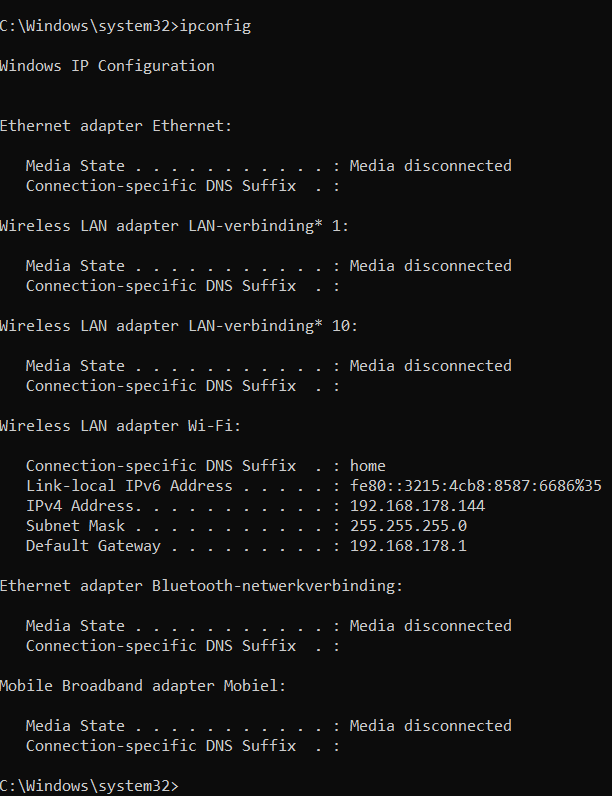 C:\Windows\system32>ipconfig
Windows IP Configuration
Ethernet adapter Ethernet:
   Media State . . . . . . . . . . . : Media disconnected
   Connection-specific DNS Suffix  . :
Wireless LAN adapter LAN-verbinding* 1:
   Media State . . . . . . . . . . . : Media disconnected
   Connection-specific DNS Suffix  . :
Wireless LAN adapter LAN-verbinding* 10:
   Media State . . . . . . . . . . . : Media disconnected
   Connection-specific DNS Suffix  . :
Wireless LAN adapter Wi-Fi:
   Connection-specific DNS Suffix  . : home
   Link-local IPv6 Address . . . . . : fe80::3215:4cb8:8587:6686%35
   IPv4 Address. . . . . . . . . . . : 192.168.178.144
   Subnet Mask . . . . . . . . . . . : 255.255.255.0
   Default Gateway . . . . . . . . . : 192.168.178.1
Ethernet adapter Bluetooth-netwerkverbinding:
   Media State . . . . . . . . . . . : Media disconnected
   Connection-specific DNS Suffix  . :
Mobile Broadband adapter Mobiel:
   Media State . . . . . . . . . . . : Media disconnected
   Connection-specific DNS Suffix  . :
C:\Windows\system32>